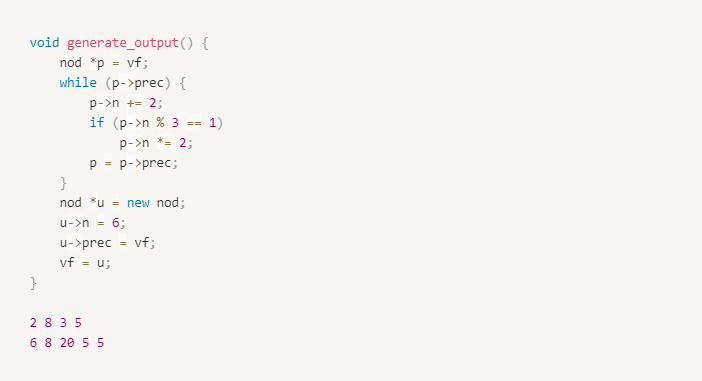 void generate_output() {
    nod *p = vf;
    while (p->prec) {
        p->n += 2;
        if (p->n % 3 == 1)
            p->n *= 2;
        p = p->prec;
    }
    nod *u = new nod;
    u->n = 6;
    u->prec = vf;
    vf = u;
}
2 8 3 5
6 8 20 5 5